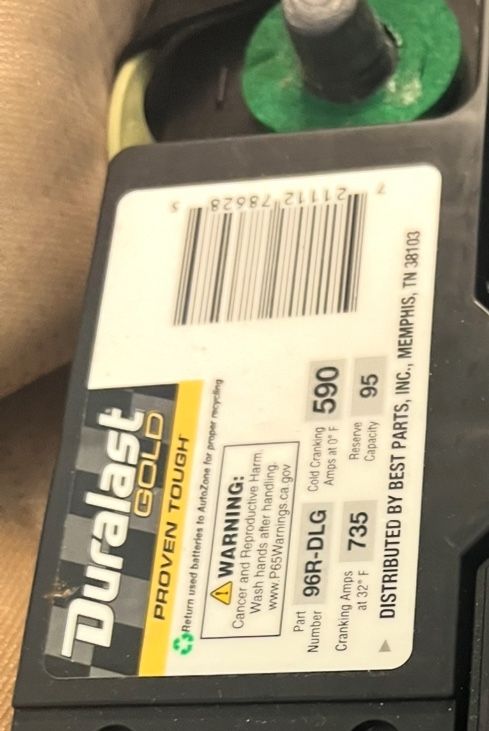 Duralast
GOLD
PROVEN TOUGH
Return used batteries to AutoZone for proper recycling
WARNING:
Cancer and Reproductive Harm.
Wash hands after handling.
www.P65Warnings.ca.gov
Part Number 96R-DLG
Cold Cranking Amps at 0° F 590
Cranking Amps at 32° F 735
Reserve Capacity 95
DISTRIBUTED BY BEST PARTS, INC., MEMPHIS, TN 38103
7 21112 78628 5